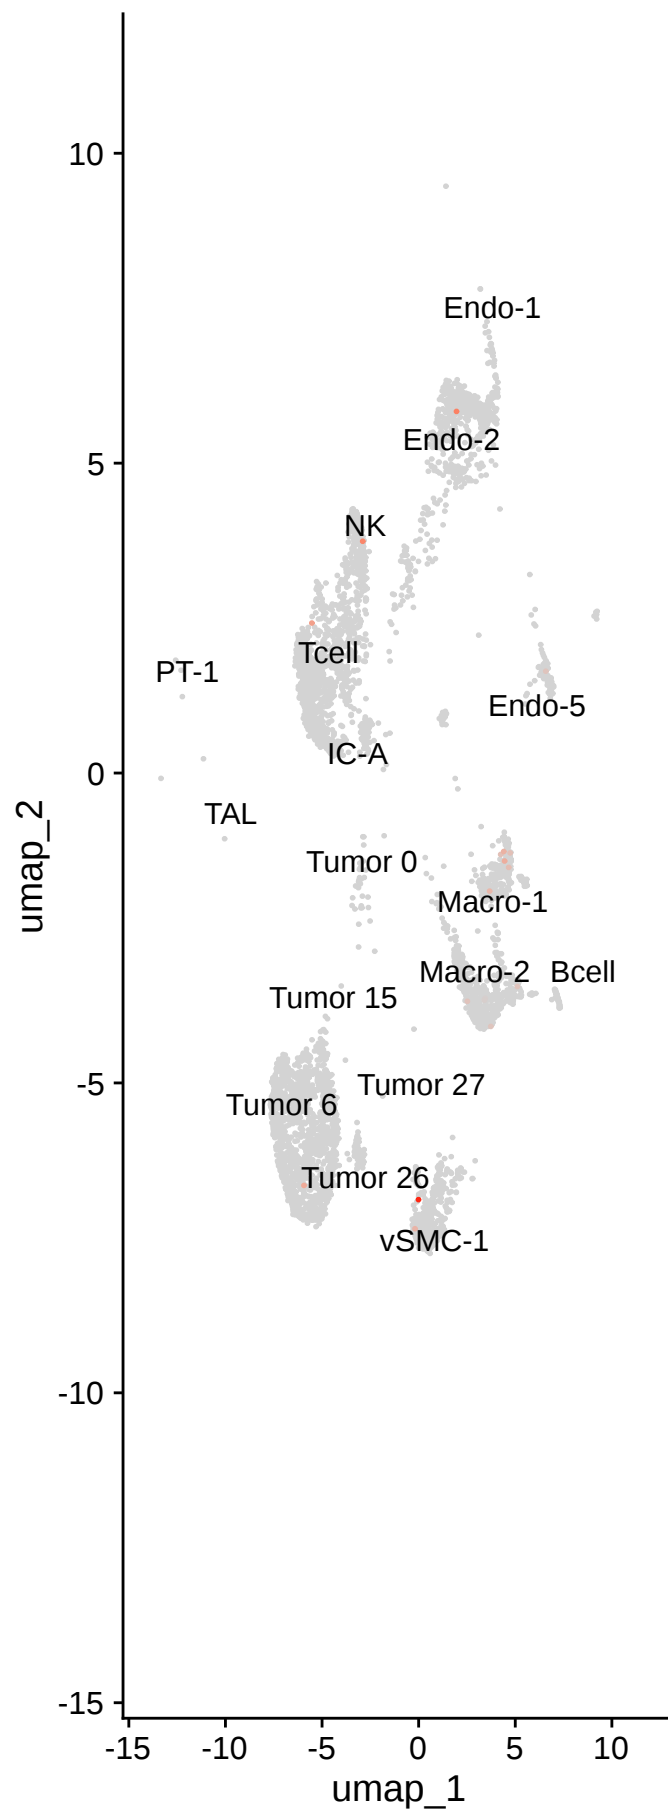 10
Endo-1
Endo-2
5
NK
Tcell
PT-1
Endo-5
IC-A
0
TAL
umap_2
Tumor 0
Macro-1
Macro-2
Bcell
Tumor 15
-5
Tumor 27
Tumor 6
Tumor 26
vSMC-1
-10
-15
-15 -10 -5 0 5 10
umap_1